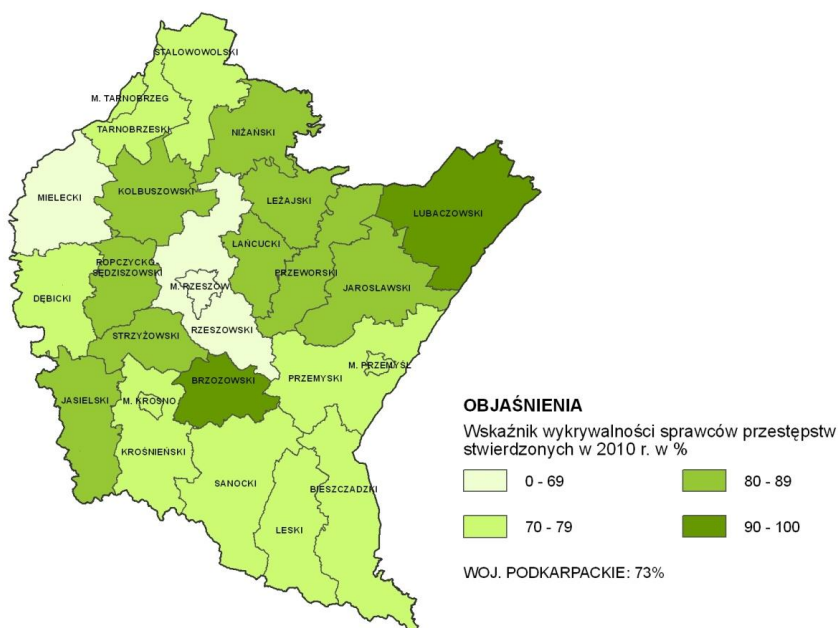 STALOWOWOLSKI
M. TARNOBRZEG
TARNOBRZESKI
NIŻAŃSKI
MIELECKI
KOLBUSZOWSKI
LEŻAJSKI
LUBACZOWSKI
ŁAŃCUCKI
ROPCZYCKO
SĘDZISZOWSKI
PRZEWORSKI
DĘBICKI
M. RZESZÓW
JAROSŁAWSKI
RZESZOWSKI
STRZYŻOWSKI
M. PRZEMYŚL
BRZOZOWSKI
PRZEMYSKI
JASIELSKI
M. KROSNO
KROŚNIEŃSKI
SANOCKI
BIESZCZADZKI
LESKI
OBJAŚNIENIA
Wskaźnik wykrywalności sprawców przestępstw
stwierdzonych w 2010 r. w %
0 - 69
80 - 89
70 - 79
90 - 100
WOJ. PODKARPACKIE: 73%